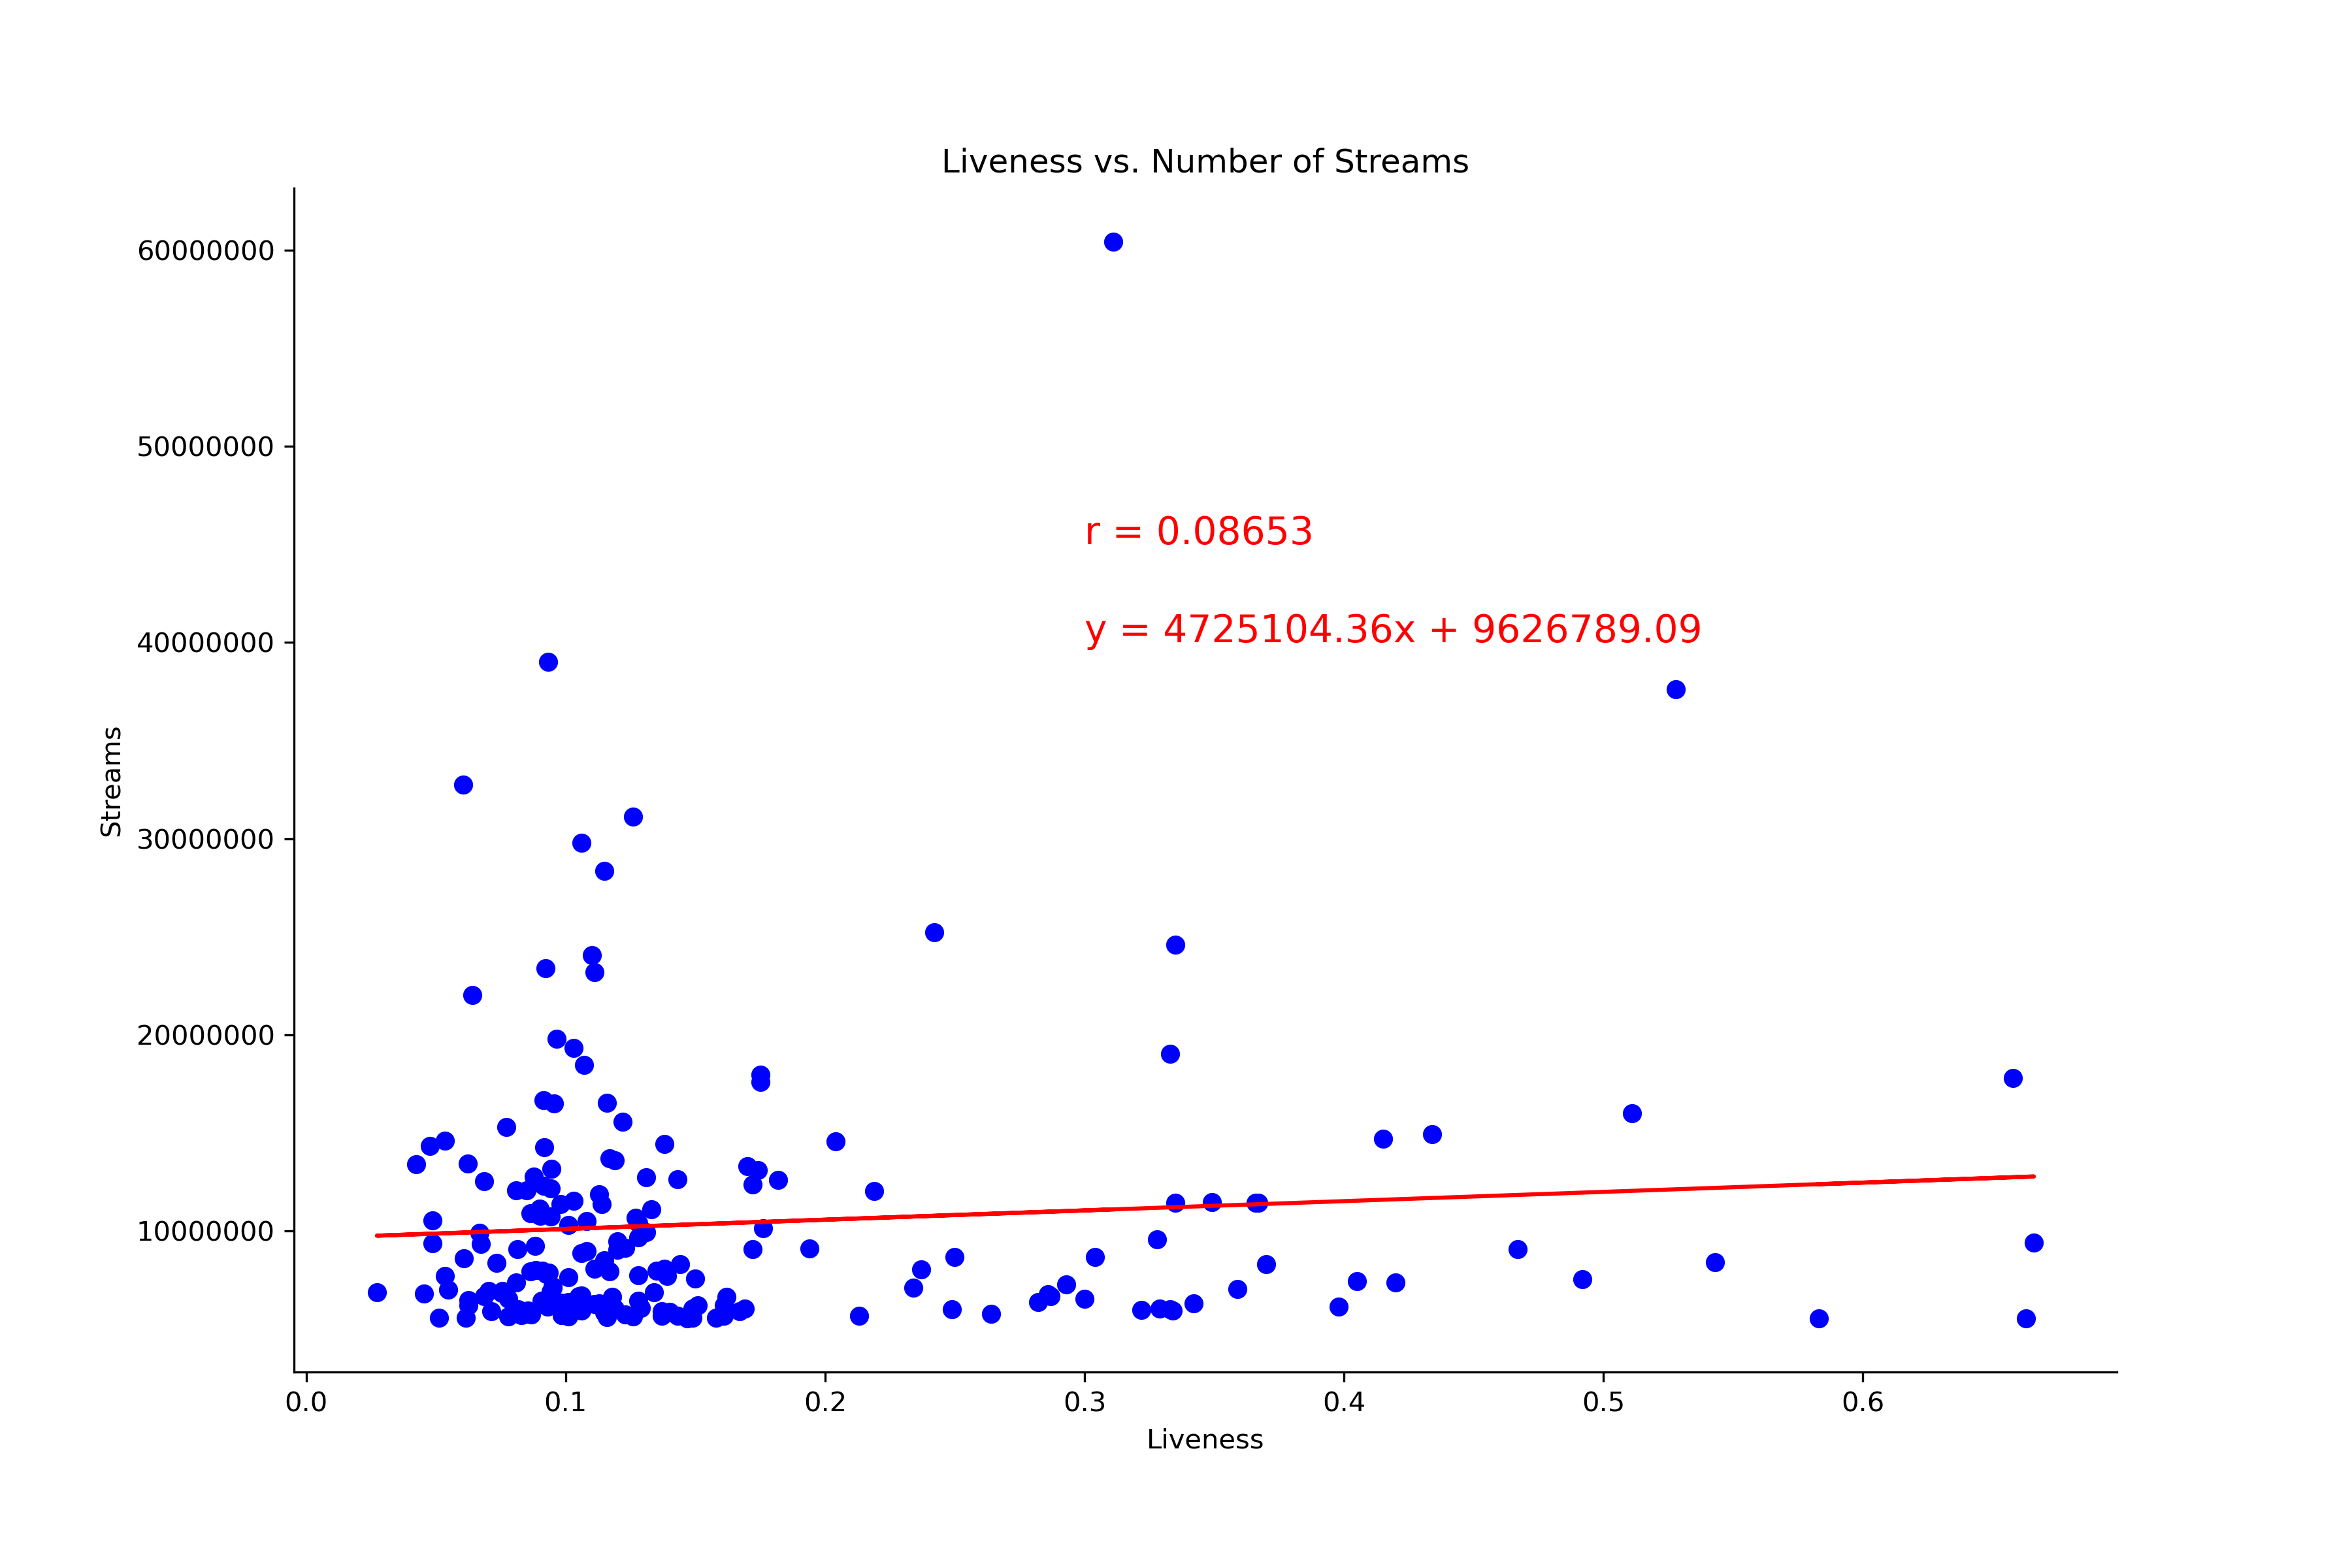 Liveness vs. Number of Streams
60000000
50000000
r = 0.08653
y = 4725104.36x + 9626789.09
40000000
Streams
30000000
20000000
10000000
0.0 0.1 0.2 0.3 0.4 0.5 0.6
Liveness